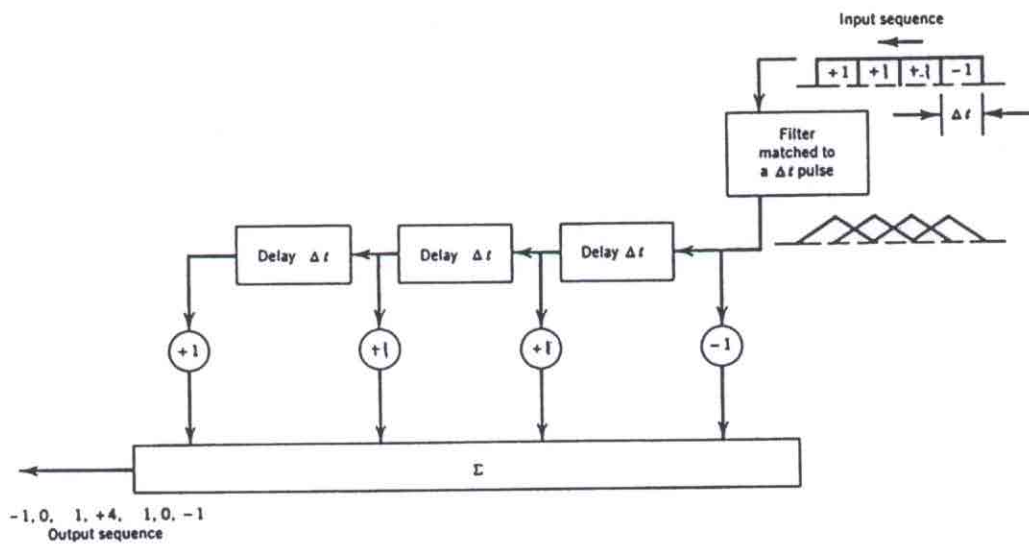 Input sequence
+1 +1 +1 -1
Δt
Filter
matched to
a Δt pulse
Delay Δt Delay Δt Delay Δt
+1 +1 +1 -1
Σ
-1, 0, 1, +4, 1, 0, -1
Output sequence